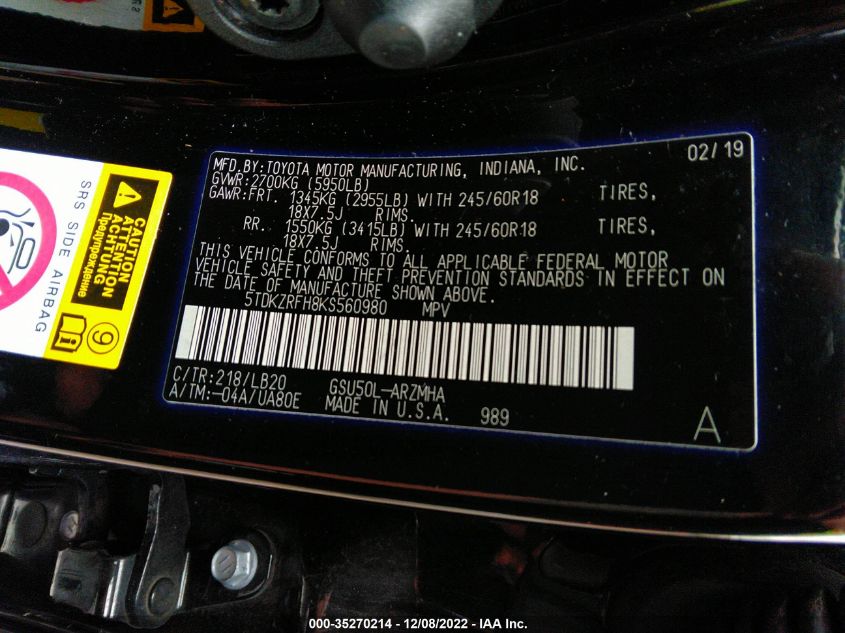 MFD.BY:TOYOTA MOTOR MANUFACTURING, INDIANA, INC. 02/19
GVWR:2700KG (5950LB)
GAWR:FRT. 1345KG (2955LB) WITH 245/60R18 TIRES,
18X7.5J RIMS.
RR. 1550KG (3415LB) WITH 245/60R18 TIRES,
18X7.5J RIMS.
THIS VEHICLE CONFORMS TO ALL APPLICABLE FEDERAL MOTOR
VEHICLE SAFETY AND THEFT PREVENTION STANDARDS IN EFFECT ON
THE DATE OF MANUFACTURE SHOWN ABOVE.
5TDKZRFH8KS560980 MPV
C/TR:218/LB20 GSU50L-ARZMHA
A/TM:-04A/UA80E MADE IN U.S.A. 989
A
SRS SIDE AIRBAG
CAUTION
ATTENTION
ACHTUNG
Предупреждение
9
000-35270214 - 12/08/2022 - IAA Inc.